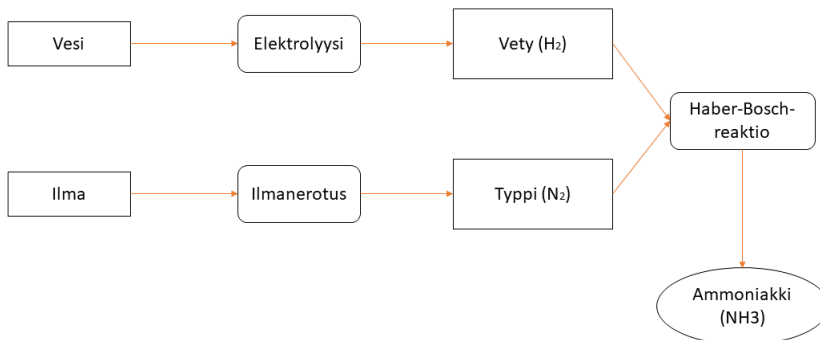 Vesi
Elektrolyysi
Vety (H₂)
Haber-Bosch-
reaktio
Ilma
Ilmanerotus
Typpi (N₂)
Ammoniakki
(NH3)